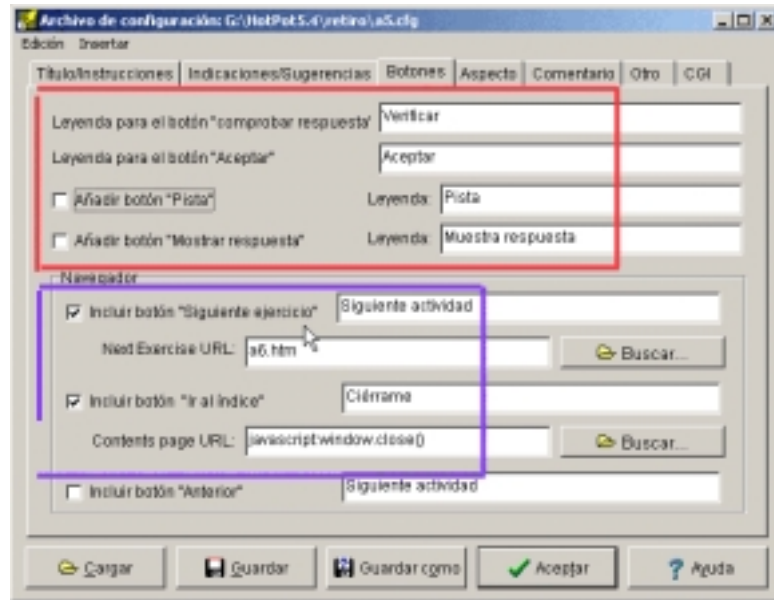 Archivo de configuración: G:\HotPot5.4\retiro\a5.cfg
Edición Insertar
Título/Instrucciones Indicaciones/Sugerencias Botones Aspecto Comentario Otro CGI
Leyenda para el botón "comprobar respuesta" Verificar
Leyenda para el botón "Aceptar" Aceptar
Añadir botón "Pista" Leyenda: Pista
Añadir botón "Mostrar respuesta" Leyenda: Muestra respuesta
Navegador
Incluir botón "Siguiente ejercicio" Siguiente actividad
Next Exercise URL: a6.htm Buscar...
Incluir botón "Ir al índice" Ciérrame
Contents page URL: javascript:window.close() Buscar...
Incluir botón "Anterior" Siguiente actividad
Cargar Guardar Guardar como Aceptar Ayuda